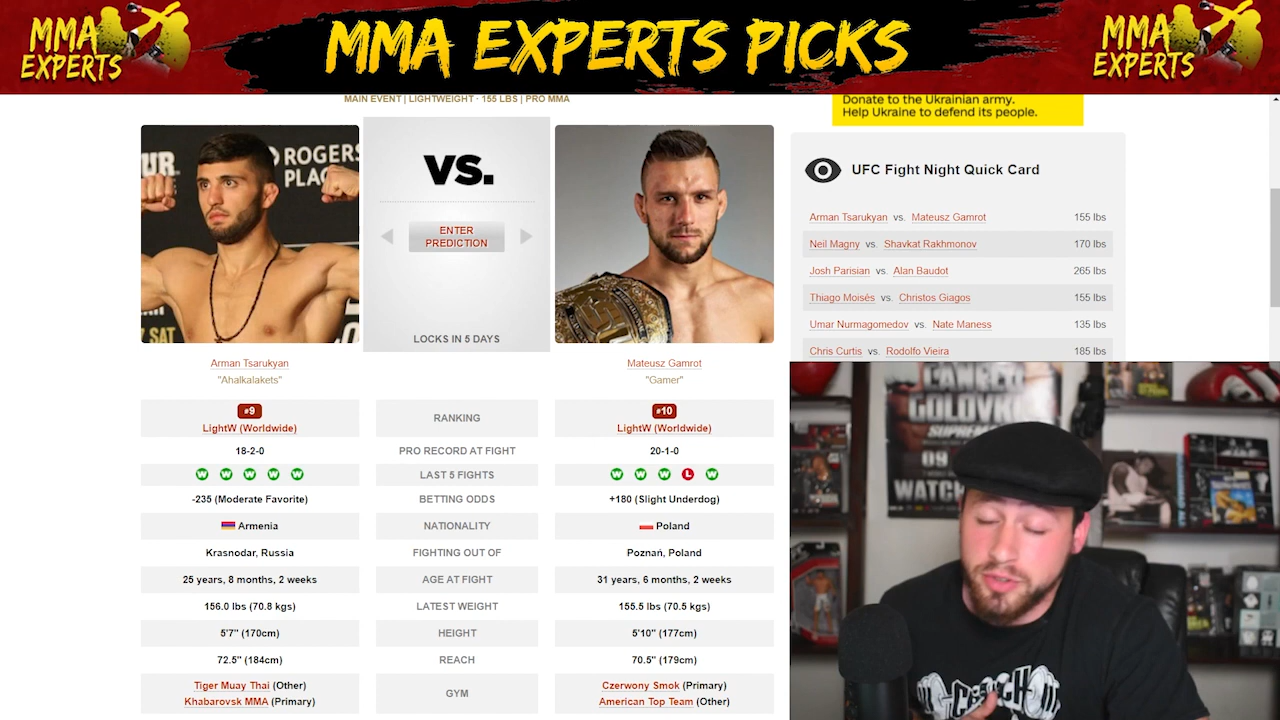 MMA
EXPERTS
MMA EXPERTS PICKS
MMA
EXPERTS
MAIN EVENT | LIGHTWEIGHT · 155 LBS | PRO MMA
Donate to the Ukrainian army.
Help Ukraine to defend its people.
ROGERS
PLAC
SAT
VS.
ENTER
PREDICTION
LOCKS IN 5 DAYS
UFC Fight Night Quick Card
Arman Tsarukyan vs. Mateusz Gamrot 155 lbs
Neil Magny vs. Shavkat Rakhmonov 170 lbs
Josh Parisian vs. Alan Baudot 265 lbs
Thiago Moisés vs. Christos Giagos 155 lbs
Umar Nurmagomedov vs. Nate Maness 135 lbs
Chris Curtis vs. Rodolfo Vieira 185 lbs
Arman Tsarukyan Mateusz Gamrot
"Ahalkalakets" "Gamer"
#9 RANKING #10
LightW (Worldwide) LightW (Worldwide)
18-2-0 PRO RECORD AT FIGHT 20-1-0
W W W W W LAST 5 FIGHTS W W W L W
-235 (Moderate Favorite) BETTING ODDS +180 (Slight Underdog)
Armenia NATIONALITY Poland
Krasnodar, Russia FIGHTING OUT OF Poznań, Poland
25 years, 8 months, 2 weeks AGE AT FIGHT 31 years, 6 months, 2 weeks
156.0 lbs (70.8 kgs) LATEST WEIGHT 155.5 lbs (70.5 kgs)
5'7" (170cm) HEIGHT 5'10" (177cm)
72.5" (184cm) REACH 70.5" (179cm)
Tiger Muay Thai (Other) GYM Czerwony Smok (Primary)
Khabarovsk MMA (Primary) American Top Team (Other)
CANELO
GOLOVK
SUPREMA
09
WATCH